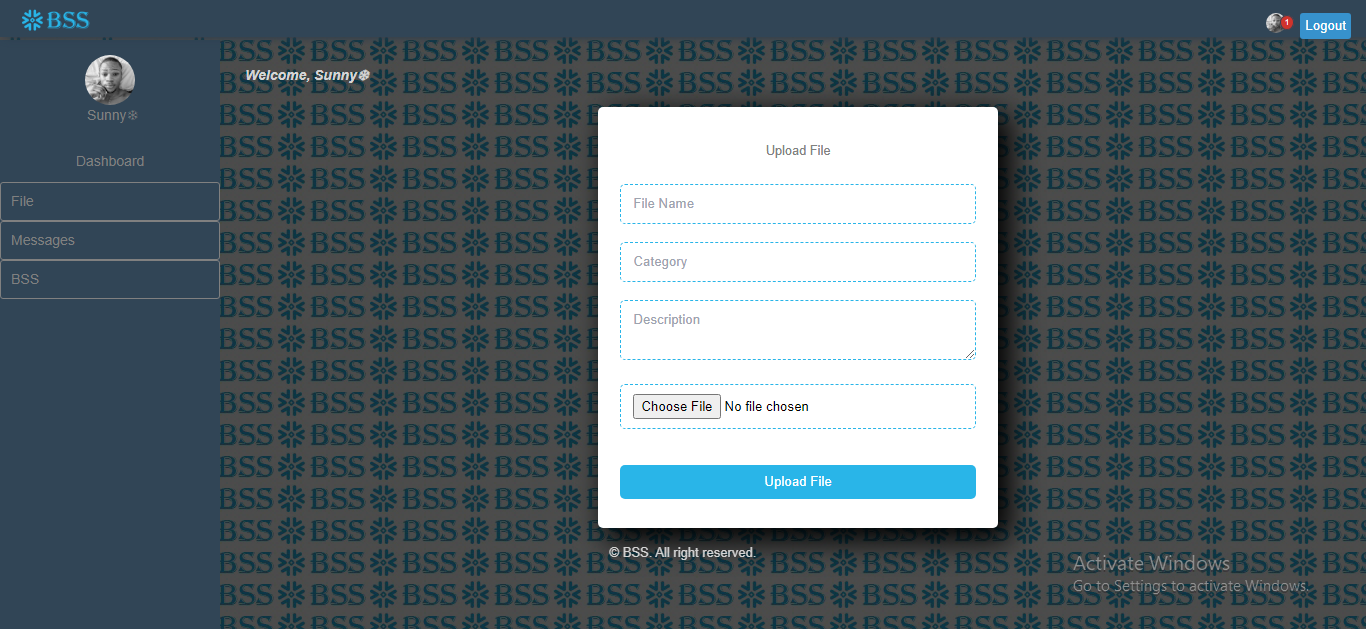 BSS
1
Logout
Sunny❄
Welcome, Sunny❄
Dashboard
File
Messages
BSS
Upload File
File Name
Category
Description
Choose File No file chosen
Upload File
© BSS. All right reserved.
Activate Windows
Go to Settings to activate Windows.